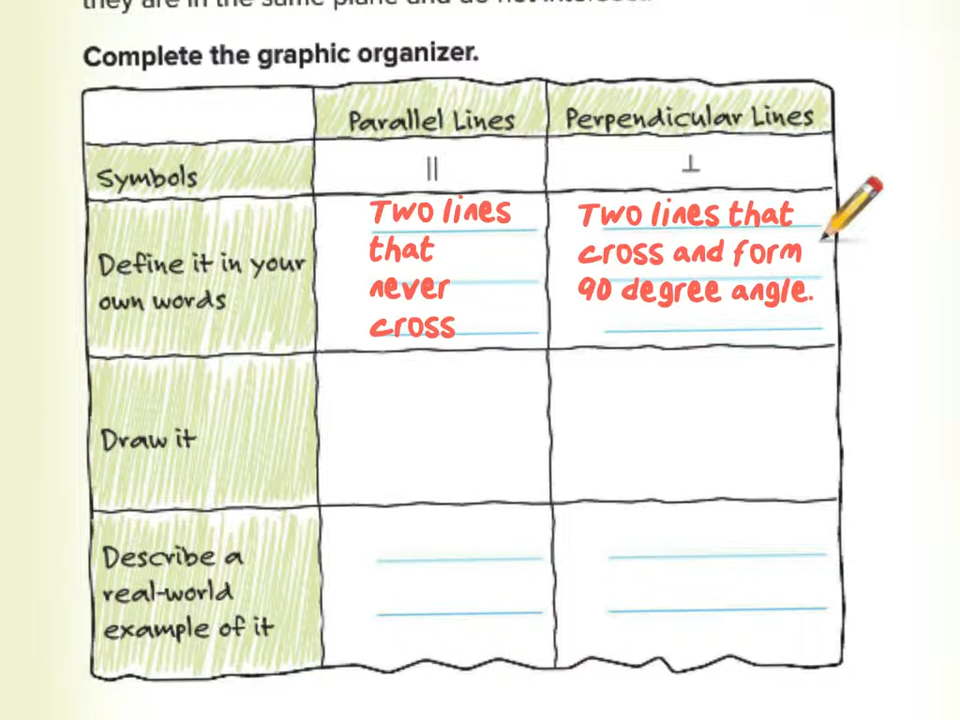 Complete the graphic organizer.
Parallel Lines
Perpendicular Lines
Symbols
||
⊥
Define it in your
own words
Two lines
that
never
cross
Two lines that
cross and form
90 degree angle.
Draw it
Describe a
real-world
example of it